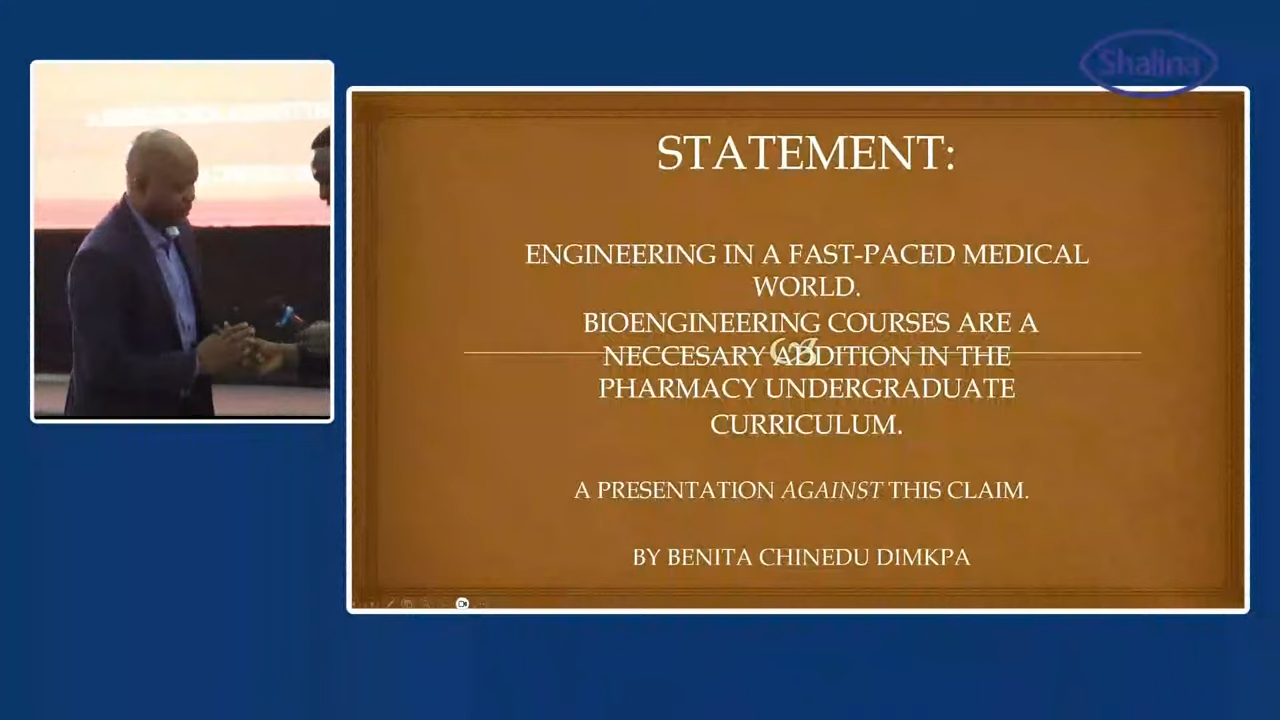 Shalina
STATEMENT:
ENGINEERING IN A FAST-PACED MEDICAL
WORLD.
BIOENGINEERING COURSES ARE A
NECCESARY ADDITION IN THE
PHARMACY UNDERGRADUATE
CURRICULUM.
A PRESENTATION AGAINST THIS CLAIM.
BY BENITA CHINEDU DIMKPA